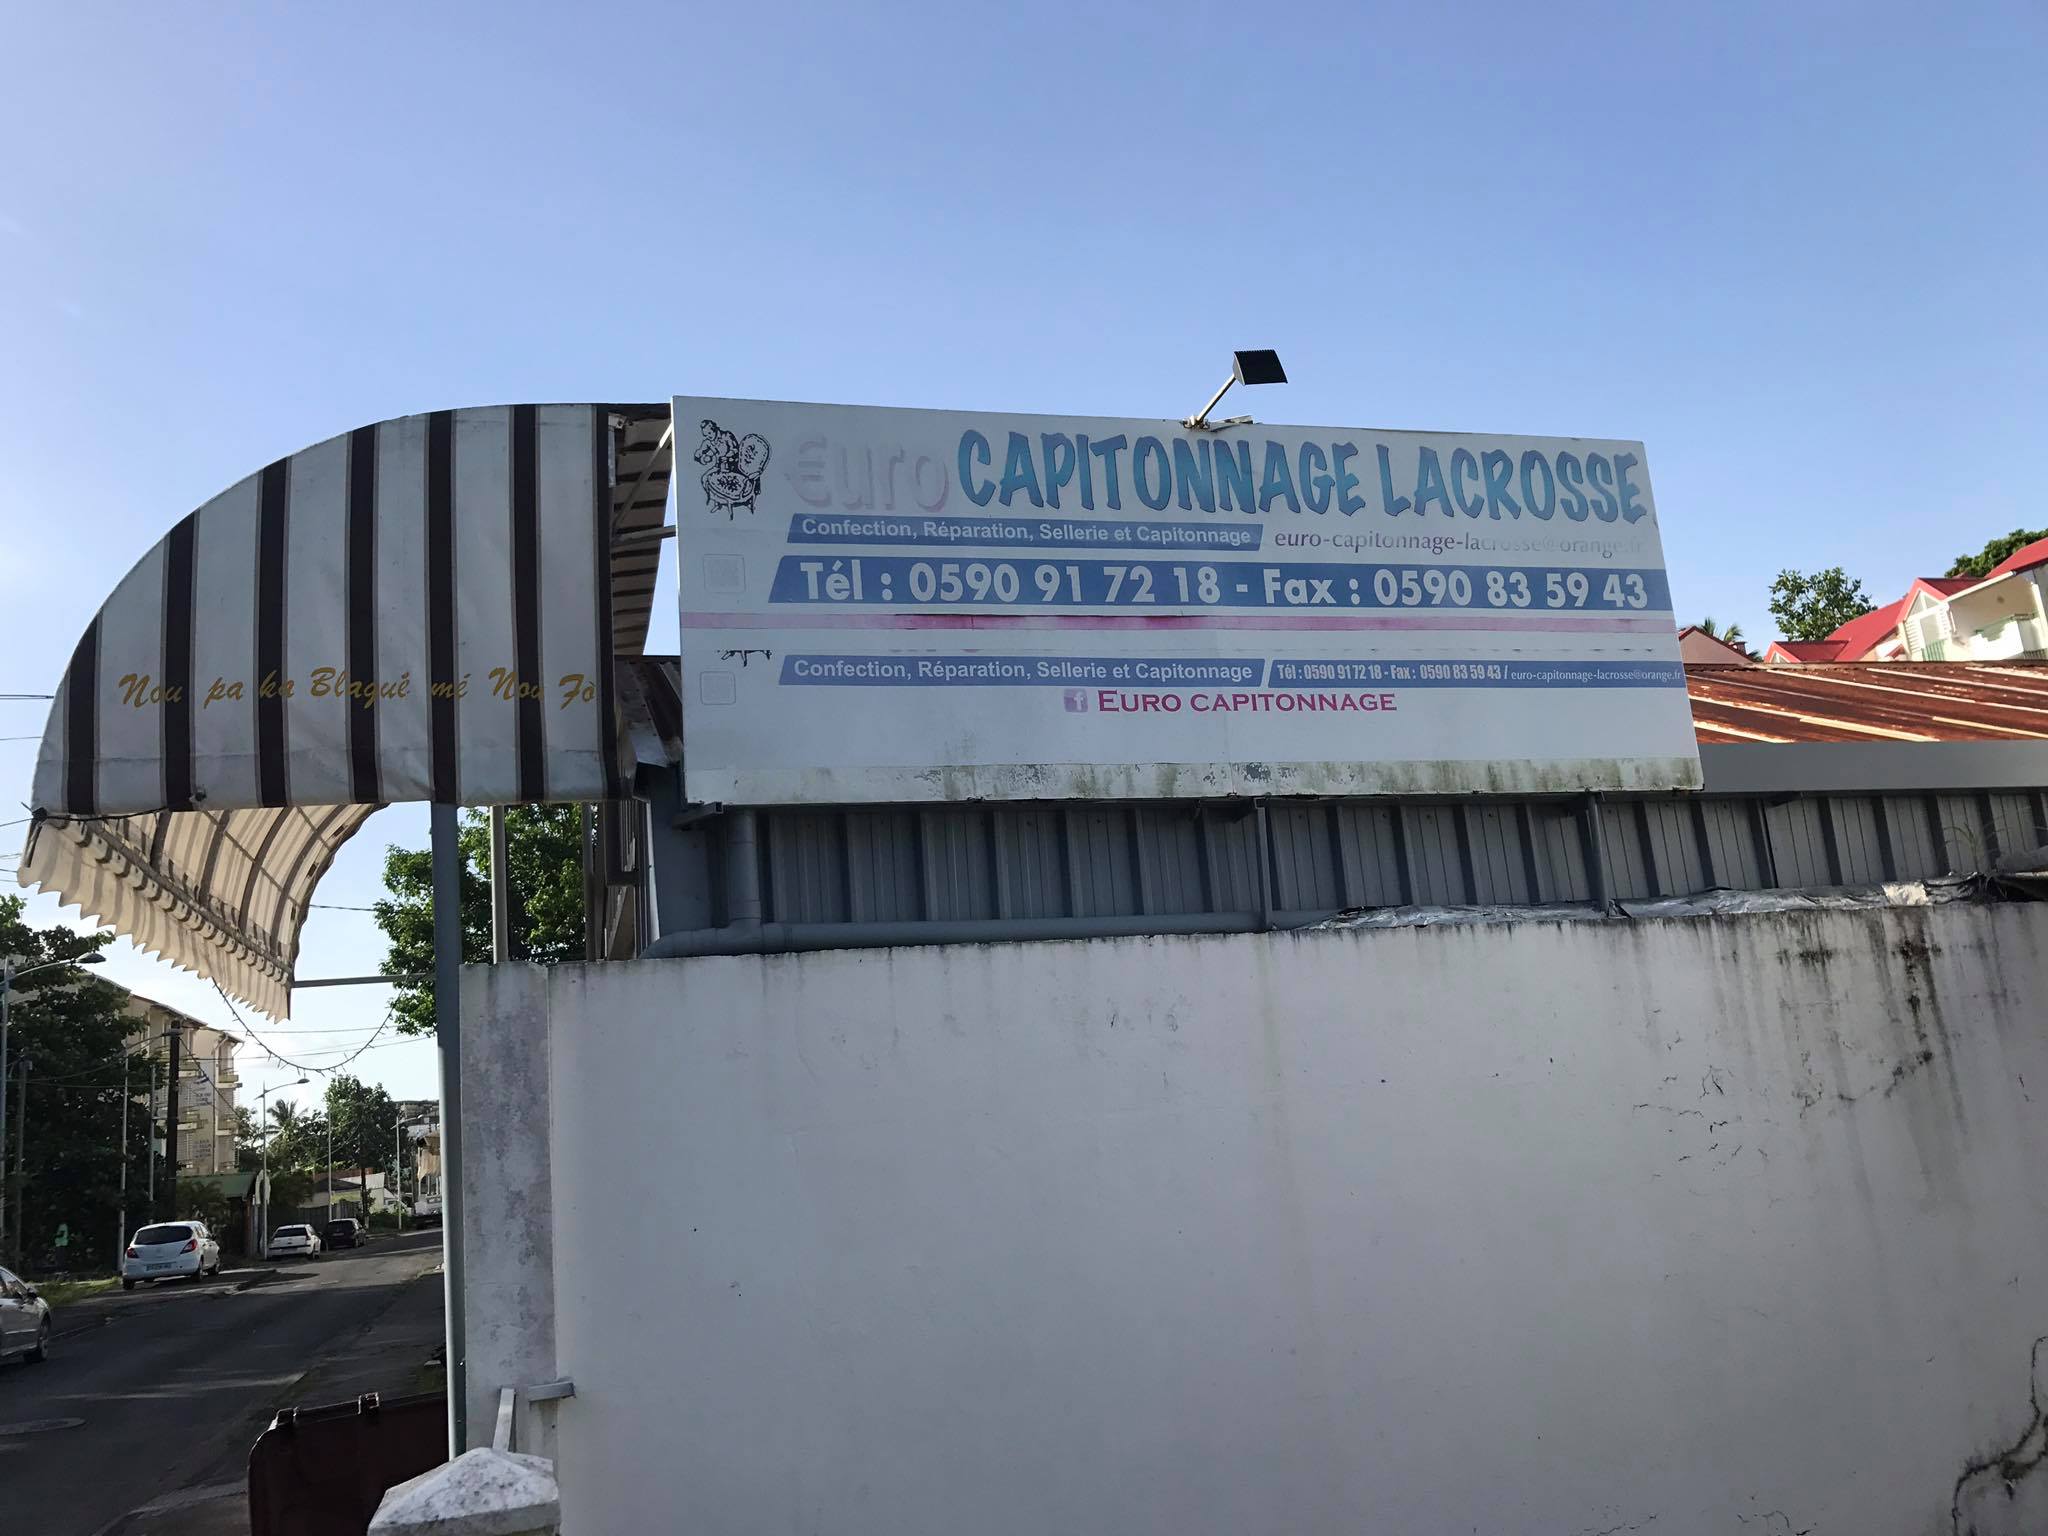 €uro CAPITONNAGE LACROSSE
Confection, Réparation, Sellerie et Capitonnage euro-capitonnage-lacrosse@orange.fr
Tél : 0590 91 72 18 - Fax : 0590 83 59 43
Confection, Réparation, Sellerie et Capitonnage Tél : 0590 91 72 18 - Fax : 0590 83 59 43 / euro-capitonnage-lacrosse@orange.fr
f EURO CAPITONNAGE
Nou pa ka Blagué mé Nou Fò